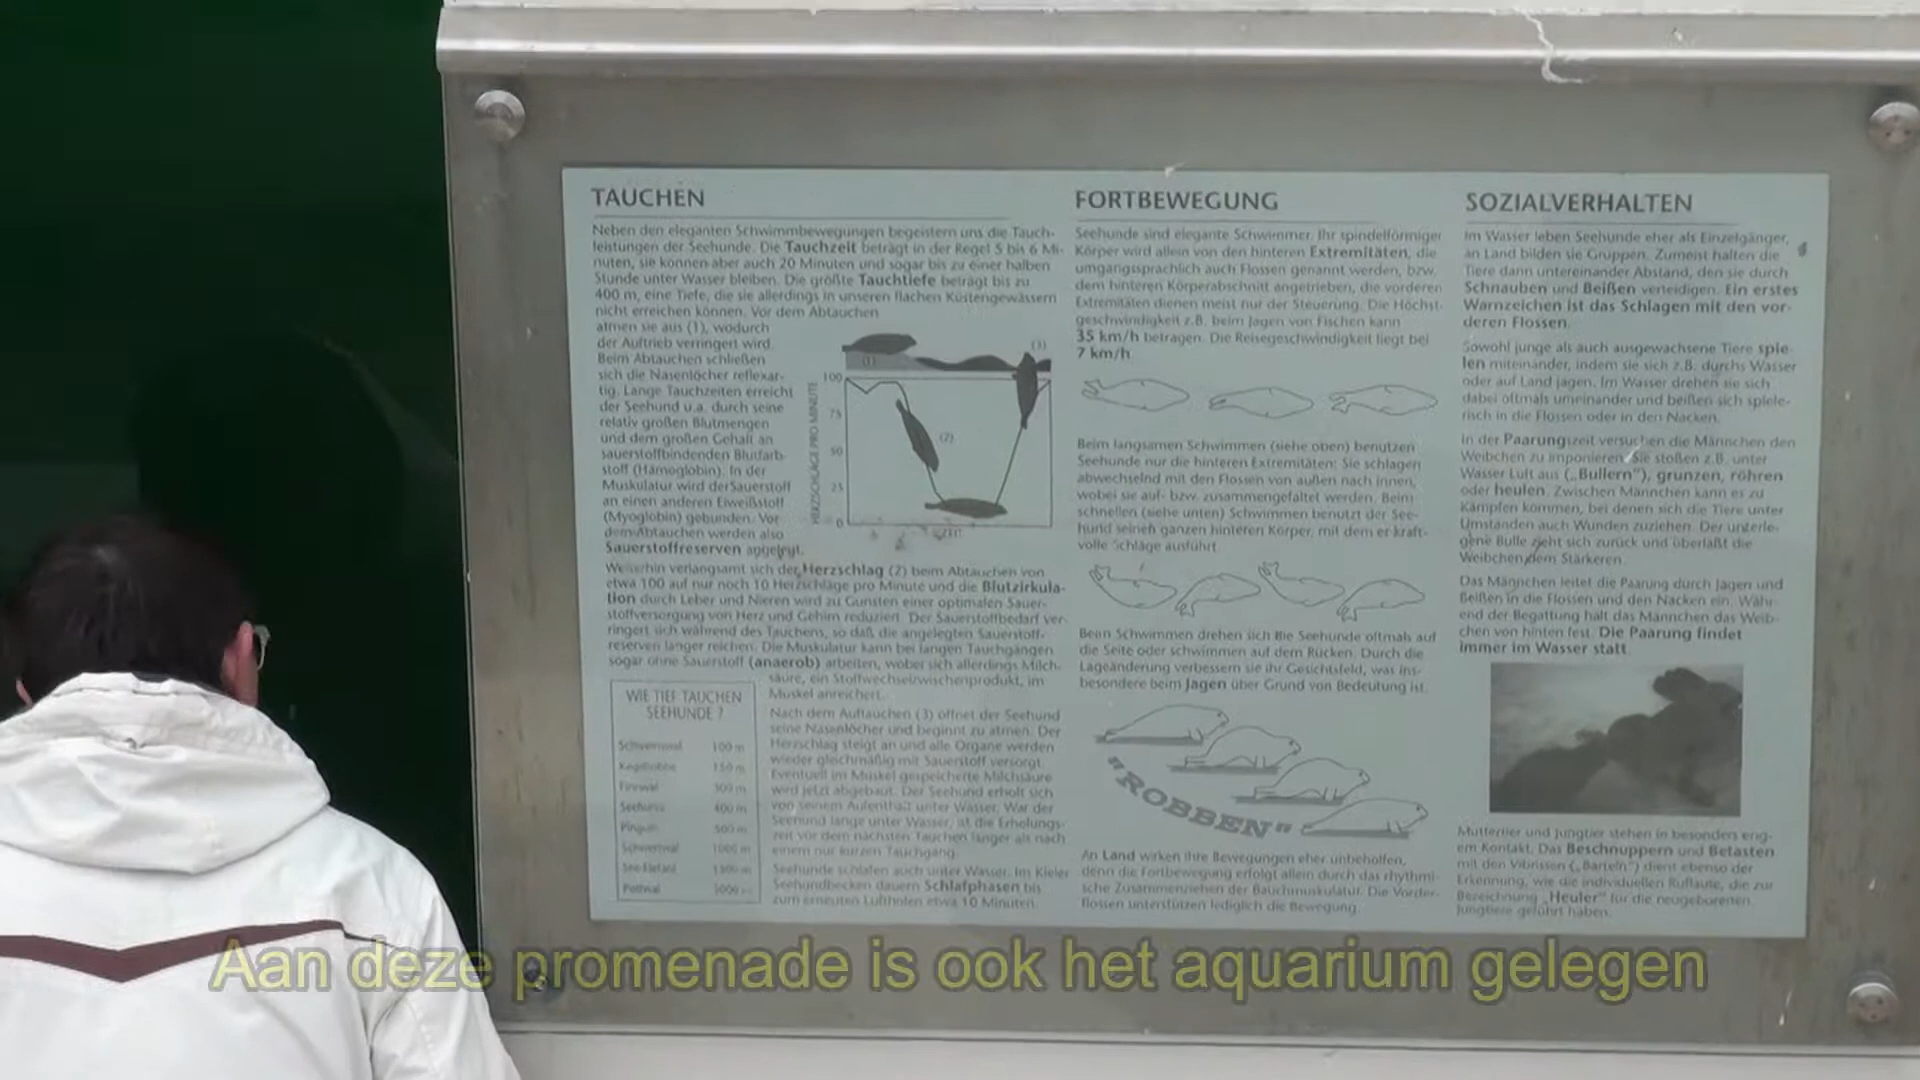 TAUCHEN
Neben den eleganten Schwimmbewegungen begeistern uns die Tauch-
leistungen der Seehunde. Die Tauchzeit beträgt in der Regel 5 bis 6 Mi-
nuten, sie können aber auch 20 Minuten und sogar bis zu einer halben
Stunde unter Wasser bleiben. Die größte Tauchtiefe beträgt bis zu
400 m, eine Tiefe, die sie allerdings in unseren flachen Küstengewässern
nicht erreichen können. Vor dem Abtauchen
atmen sie aus (1), wodurch
der Auftrieb verringert wird.
Beim Abtauchen schließen
sich die Nasenlöcher reflexar-
tig. Lange Tauchzeiten erreicht
der Seehund u.a. durch seine
relativ großen Blutmengen
und dem großen Gehalt an
sauerstoffbindenden Blutfarb-
stoff (Hämoglobin). In der
Muskulatur wird derSauerstoff
an einen anderen Eiweißstoff
(Myoglobin) gebunden. Vor
dem Abtauchen werden also
Sauerstoffreserven angelegt.
HERZSCHLÄGE PRO MINUTE
100
75
50
25
0
(1)
(2)
(3)
Weiterhin verlangsamt sich der Herzschlag (2) beim Abtauchen von
etwa 100 auf nur noch 10 Herzschläge pro Minute und die Blutzirkula-
tion durch Leber und Nieren wird zu Gunsten einer optimalen Sauer-
stoffversorgung von Herz und Gehirn reduziert. Der Sauerstoffbedarf ver-
ringert sich während des Tauchens, so daß die angelegten Sauerstoff-
reserven länger reichen. Die Muskulatur kann bei langen Tauchgängen
sogar ohne Sauerstoff (anaerob) arbeiten, wobei sich allerdings Milch-
säure, ein Stoffwechselzwischenprodukt, im
Muskel anreichert.
Nach dem Auftauchen (3) öffnet der Seehund
seine Nasenlöcher und beginnt zu atmen. Der
Herzschlag steigt an und alle Organe werden
wieder gleichmäßig mit Sauerstoff versorgt.
Eventuell im Muskel gespeicherte Milchsäure
wird jetzt abgebaut. Der Seehund erholt sich
von seinem Aufenthalt unter Wasser. War der
Seehund lange unter Wasser, ist die Erholungs-
zeit vor dem nächsten Tauchen länger als nach
einem nur kurzen Tauchgang.
Seehunde schlafen auch unter Wasser. Im Kieler
Seehundbecken dauern Schlafphasen bis
zum erneuten Luftholen etwa 10 Minuten.
WIE TIEF TAUCHEN
SEEHUNDE ?
Schweinswal 100 m
Kegelrobbe 150 m
Finnwal 300 m
Seehund 400 m
Pinguin 500 m
Schwertwal 1000 m
See-Elefant 1500 m
Pottwal 3000 m
FORTBEWEGUNG
Seehunde sind elegante Schwimmer. Ihr spindelförmiger
Körper wird allein von den hinteren Extremitäten, die
umgangssprachlich auch Flossen genannt werden, bzw.
dem hinteren Körperabschnitt angetrieben, die vorderen
Extremitäten dienen meist nur der Steuerung. Die Höchst-
geschwindigkeit z.B. beim Jagen von Fischen kann
35 km/h betragen. Die Reisegeschwindigkeit liegt bei
7 km/h
Beim langsamen Schwimmen (siehe oben) benutzen
Seehunde nur die hinteren Extremitäten: Sie schlagen
abwechselnd mit den Flossen von außen nach innen,
wobei sie auf- bzw. zusammengefaltet werden. Beim
schnellen (siehe unten) Schwimmen benutzt der See-
hund seinen ganzen hinteren Körper, mit dem er kraft-
volle Schläge ausführt.
Beim Schwimmen drehen sich die Seehunde oftmals auf
die Seite oder schwimmen auf dem Rücken. Durch die
Lageänderung verbessern sie ihr Gesichtsfeld, was ins-
besondere beim Jagen über Grund von Bedeutung ist.
"ROBBEN"
An Land wirken ihre Bewegungen eher unbeholfen,
denn die Fortbewegung erfolgt allein durch das rhythmi-
sche Zusammenziehen der Bauchmuskulatur. Die Vorder-
flossen unterstützen lediglich die Bewegung.
SOZIALVERHALTEN
Im Wasser leben Seehunde eher als Einzelgänger,
an Land bilden sie Gruppen. Zumeist halten die
Tiere dann untereinander Abstand, den sie durch
Schnauben und Beißen verteidigen. Ein erstes
Warnzeichen ist das Schlagen mit den vor-
deren Flossen.
Sowohl junge als auch ausgewachsene Tiere spie-
len miteinander, indem sie sich z.B. durchs Wasser
oder auf Land jagen. Im Wasser drehen sie sich
dabei oftmals umeinander und beißen sich spiele-
risch in die Flossen oder in den Nacken.
In der Paarungszeit versuchen die Männchen den
Weibchen zu imponieren. Sie stoßen z.B. unter
Wasser Luft aus („Bullern"), grunzen, röhren
oder heulen. Zwischen Männchen kann es zu
Kämpfen kommen, bei denen sich die Tiere unter
Umständen auch Wunden zuziehen. Der unterle-
gene Bulle zieht sich zurück und überläßt die
Weibchen dem Stärkeren.
Das Männchen leitet die Paarung durch Jagen und
Beißen in die Flossen und den Nacken ein. Währ-
end der Begattung hält das Männchen das Weib-
chen von hinten fest. Die Paarung findet
immer im Wasser statt.
Muttertier und Jungtier stehen in besonders eng-
em Kontakt. Das Beschnuppern und Betasten
mit den Vibrissen („Barteln") dient ebenso der
Erkennung, wie die individuellen Ruflaute, die zur
Bezeichnung „Heuler" für die neugeborenen
Jungtiere geführt haben.
Aan deze promenade is ook het aquarium gelegen